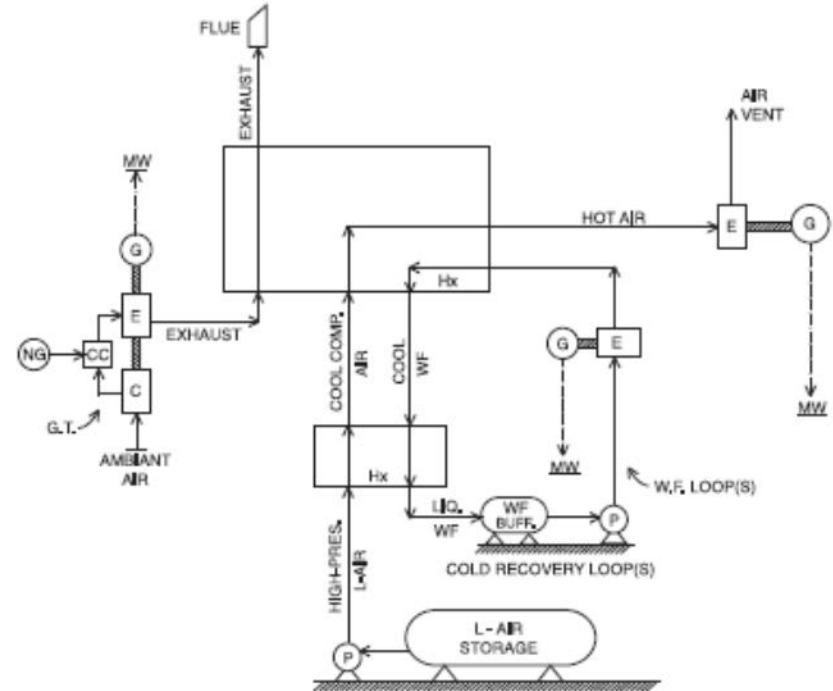 FLUE
EXHAUST
AIR
VENT
MW
HOT AIR
E
G
G
Hx
E
EXHAUST
NG
CC
C
G.T.
AMBIANT
AIR
COOL COMP.
AIR
COOL
WF
G
E
MW
MW
W.F. LOOP(S)
Hx
LIQ.
WF
WF
BUFF.
P
COLD RECOVERY LOOP(S)
HIGH-PRES.
L-AIR
L-AIR
STORAGE
P